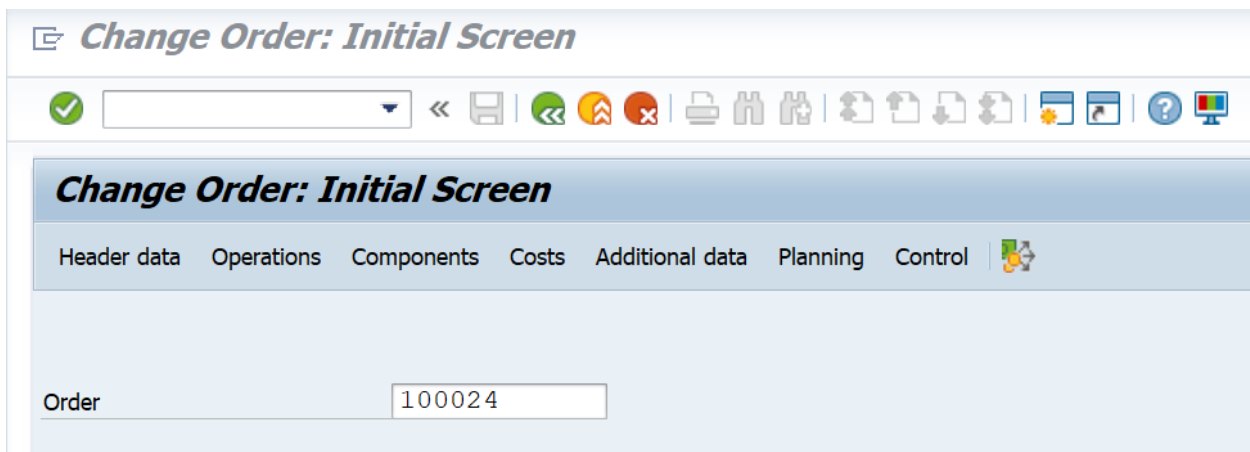 Change Order: Initial Screen
Change Order: Initial Screen
Header data Operations Components Costs Additional data Planning Control
Order 100024